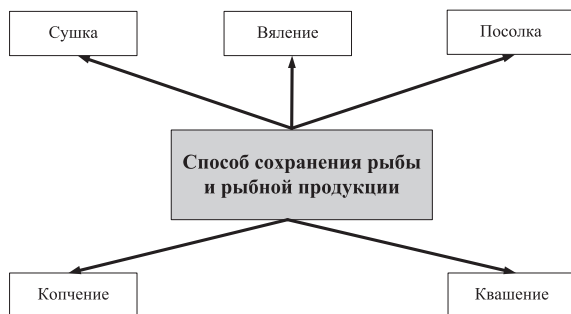 Сушка
Вяление
Посолка
Способ сохранения рыбы
и рыбной продукции
Копчение
Квашение